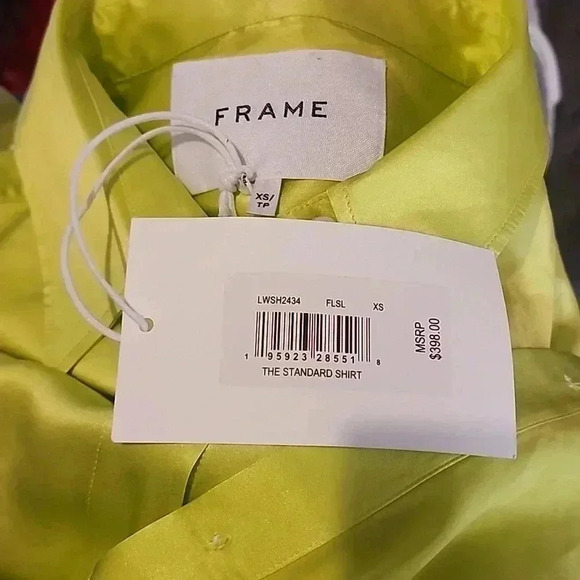 FRAME
XS/
TP
LWSH2434 FLSL XS
1 95923 28551 8
THE STANDARD SHIRT
MSRP
$398.00